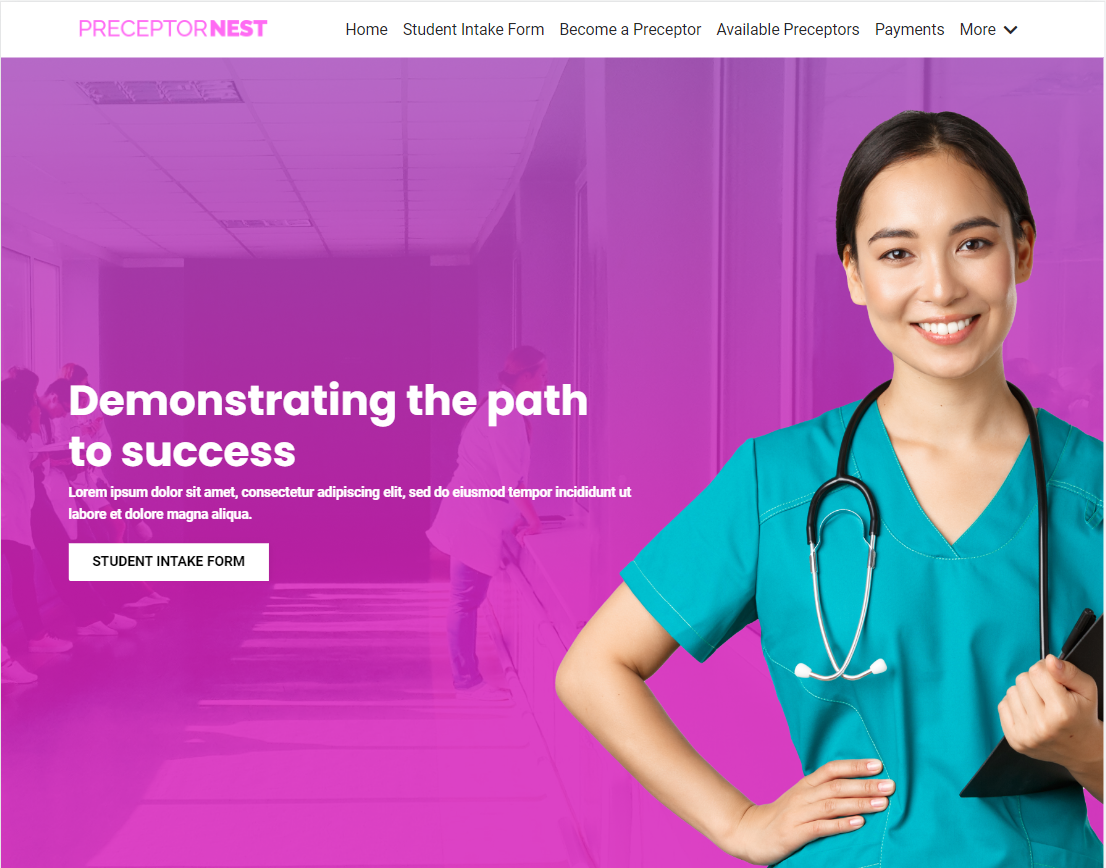 PRECEPTORNEST
Home Student Intake Form Become a Preceptor Available Preceptors Payments More
Demonstrating the path
to success
Lorem ipsum dolor sit amet, consectetur adipiscing elit, sed do eiusmod tempor incididunt ut
labore et dolore magna aliqua.
STUDENT INTAKE FORM